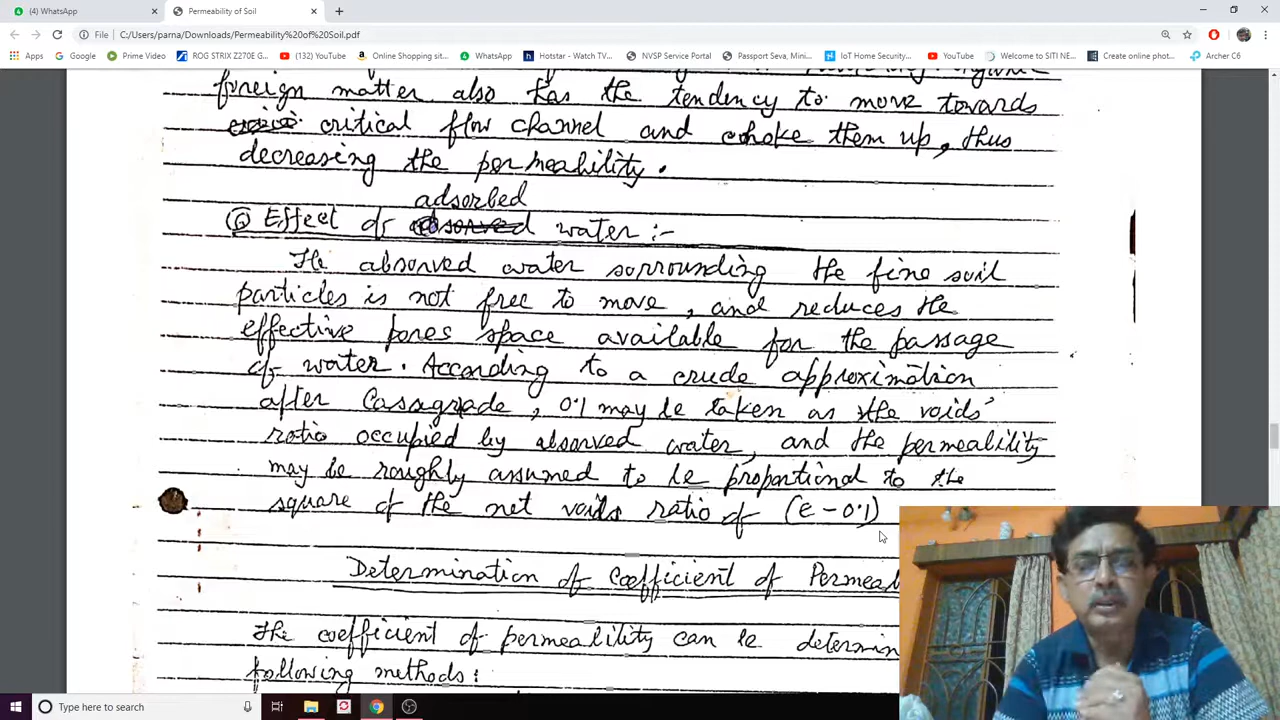 (4) WhatsApp
Permeability of Soil
File
C:/Users/parna/Downloads/Permeability%20of%20Soil.pdf
Apps
Google
Prime Video
ROG STRIX Z270E G...
(132) YouTube
Online Shopping sit...
WhatsApp
Hotstar - Watch TV...
NVSP Service Portal
Passport Seva, Mini...
IoT Home Security...
YouTube
Welcome to SITI NE...
Create online phot...
Archer C6
foreign matter also has the tendency to move towards
critical flow channel and chok​e them up, thus
decreasing the permeability.
adsorbed
(6) Effect of water :-
The absorved water sorrounding the fine soil
particles is not free to move, and reduces the
effective pores space available for the passage
of water. According to a crude approximation
after Casagrade, 0.1 may be taken as the voids
ratio occupied by absorved water, and the permeability
may be roughly assumed to be proportional to the
square of the net voids ratio of (e - 0.1)
Determination of Coefficient of Permeab
The coefficient of permeability can be determin
following methods:
Type here to search